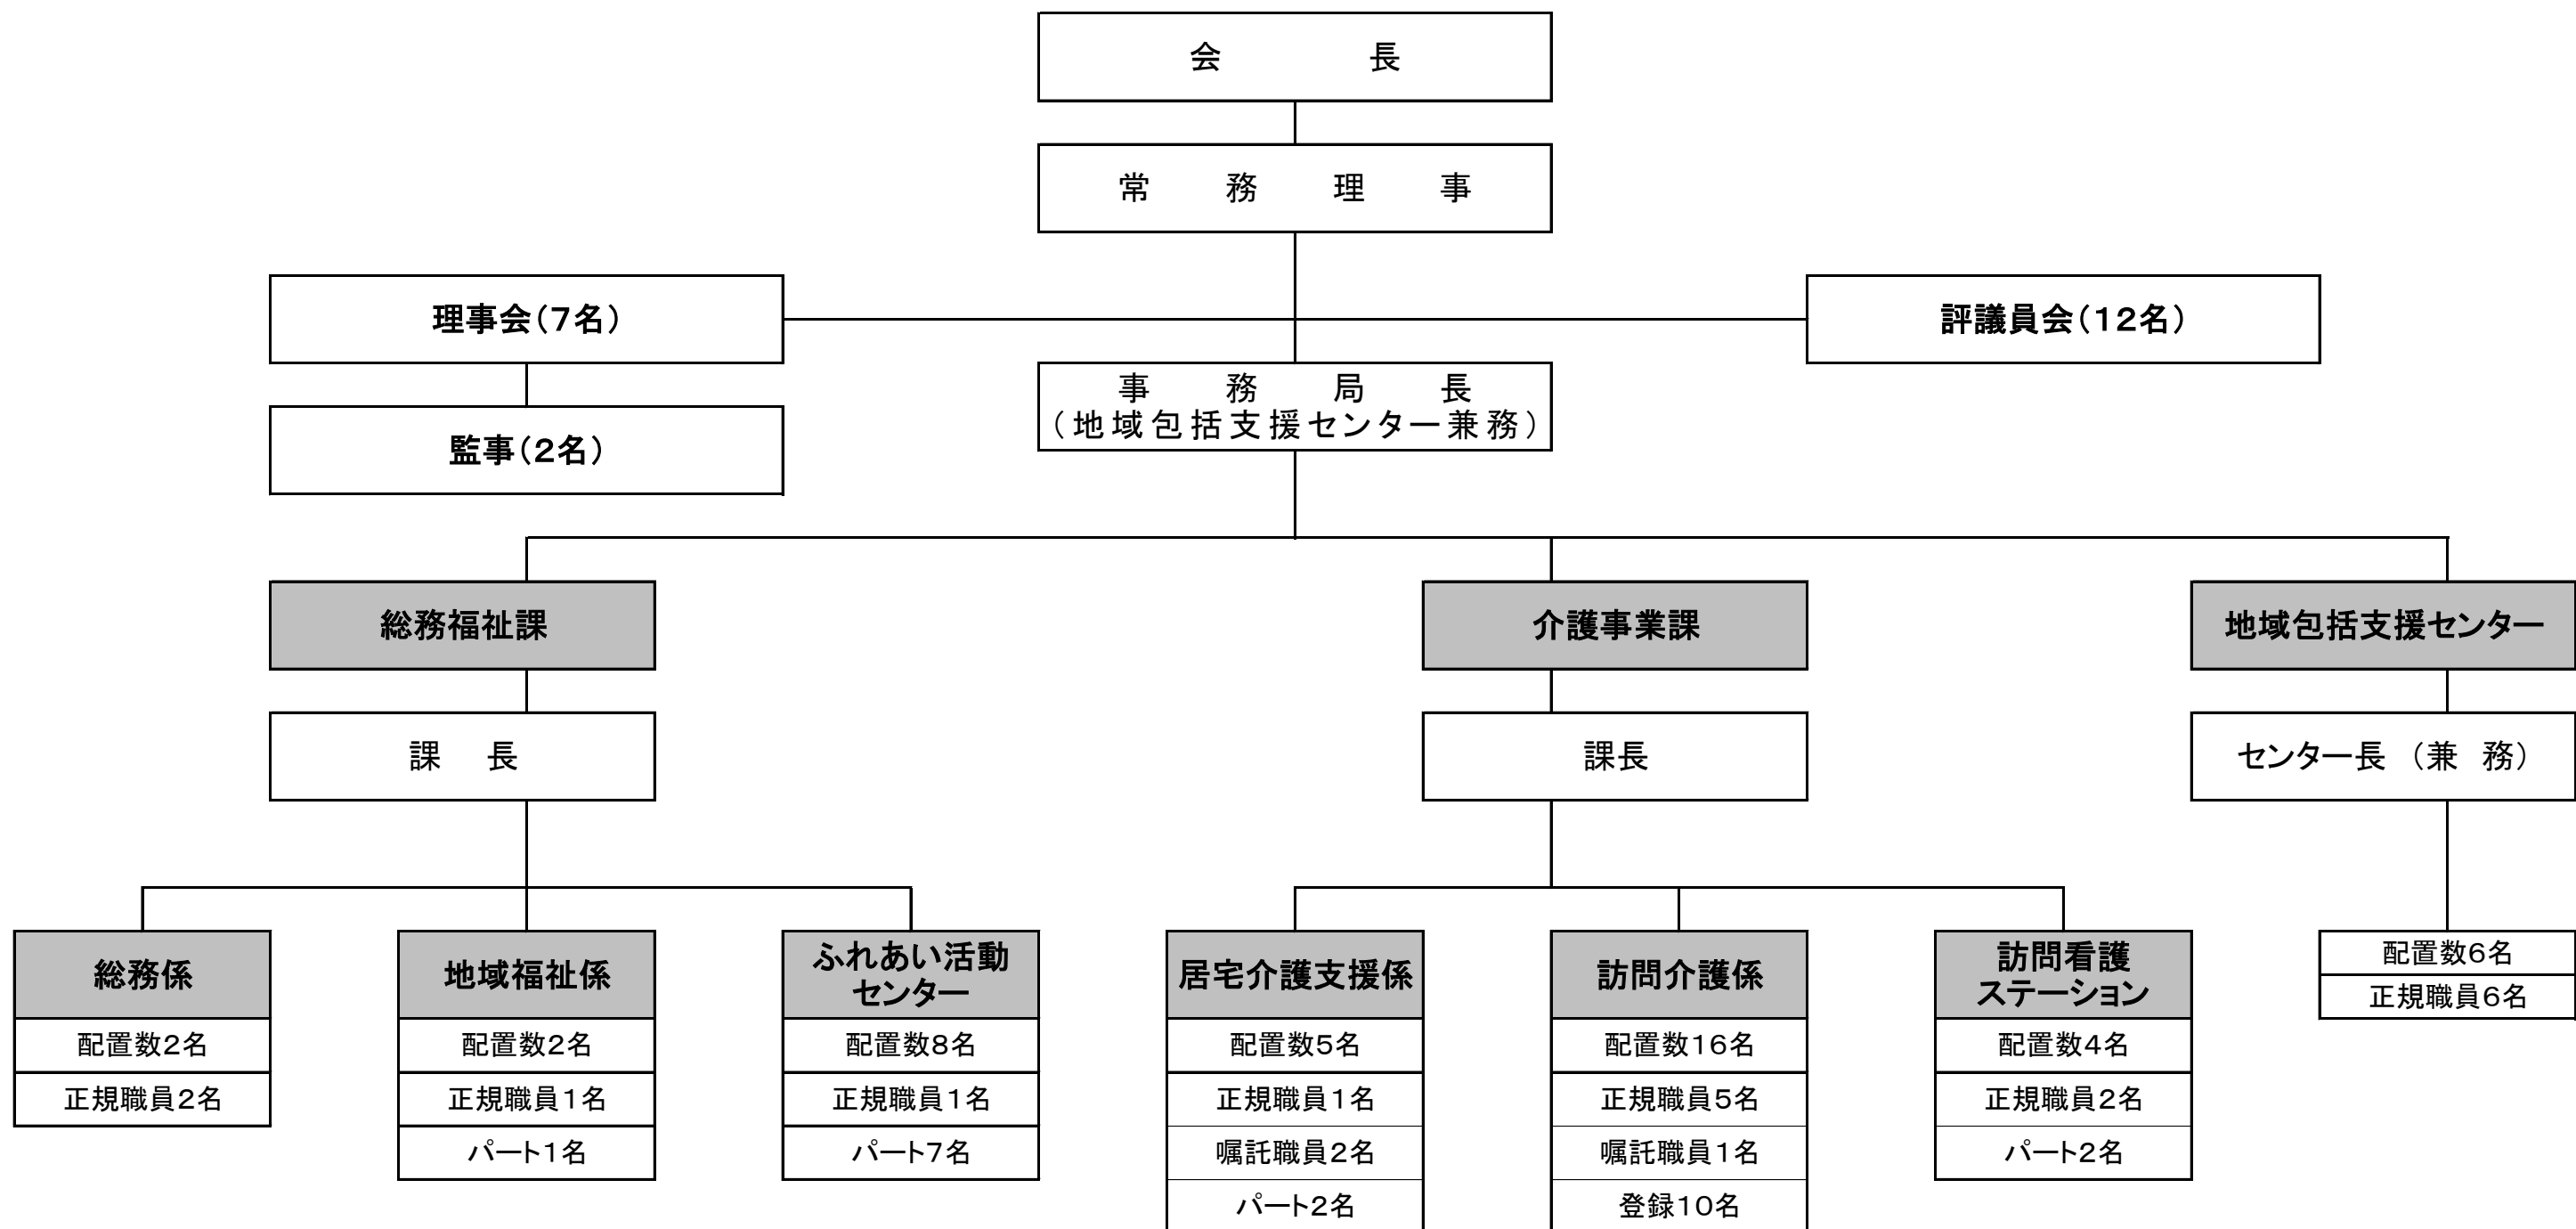 会長
常務理事
理事会(7名)
評議員会(12名)
事務局長
(地域包括支援センター兼務)
監事(2名)
総務福祉課
介護事業課
地域包括支援センター
課長
課長
センター長 (兼 務)
総務係
配置数2名
正規職員2名
地域福祉係
配置数2名
正規職員1名
パート1名
ふれあい活動
センター
配置数8名
正規職員1名
パート7名
居宅介護支援係
配置数5名
正規職員1名
嘱託職員2名
パート2名
訪問介護係
配置数16名
正規職員5名
嘱託職員1名
登録10名
訪問看護
ステーション
配置数4名
正規職員2名
パート2名
配置数6名
正規職員6名